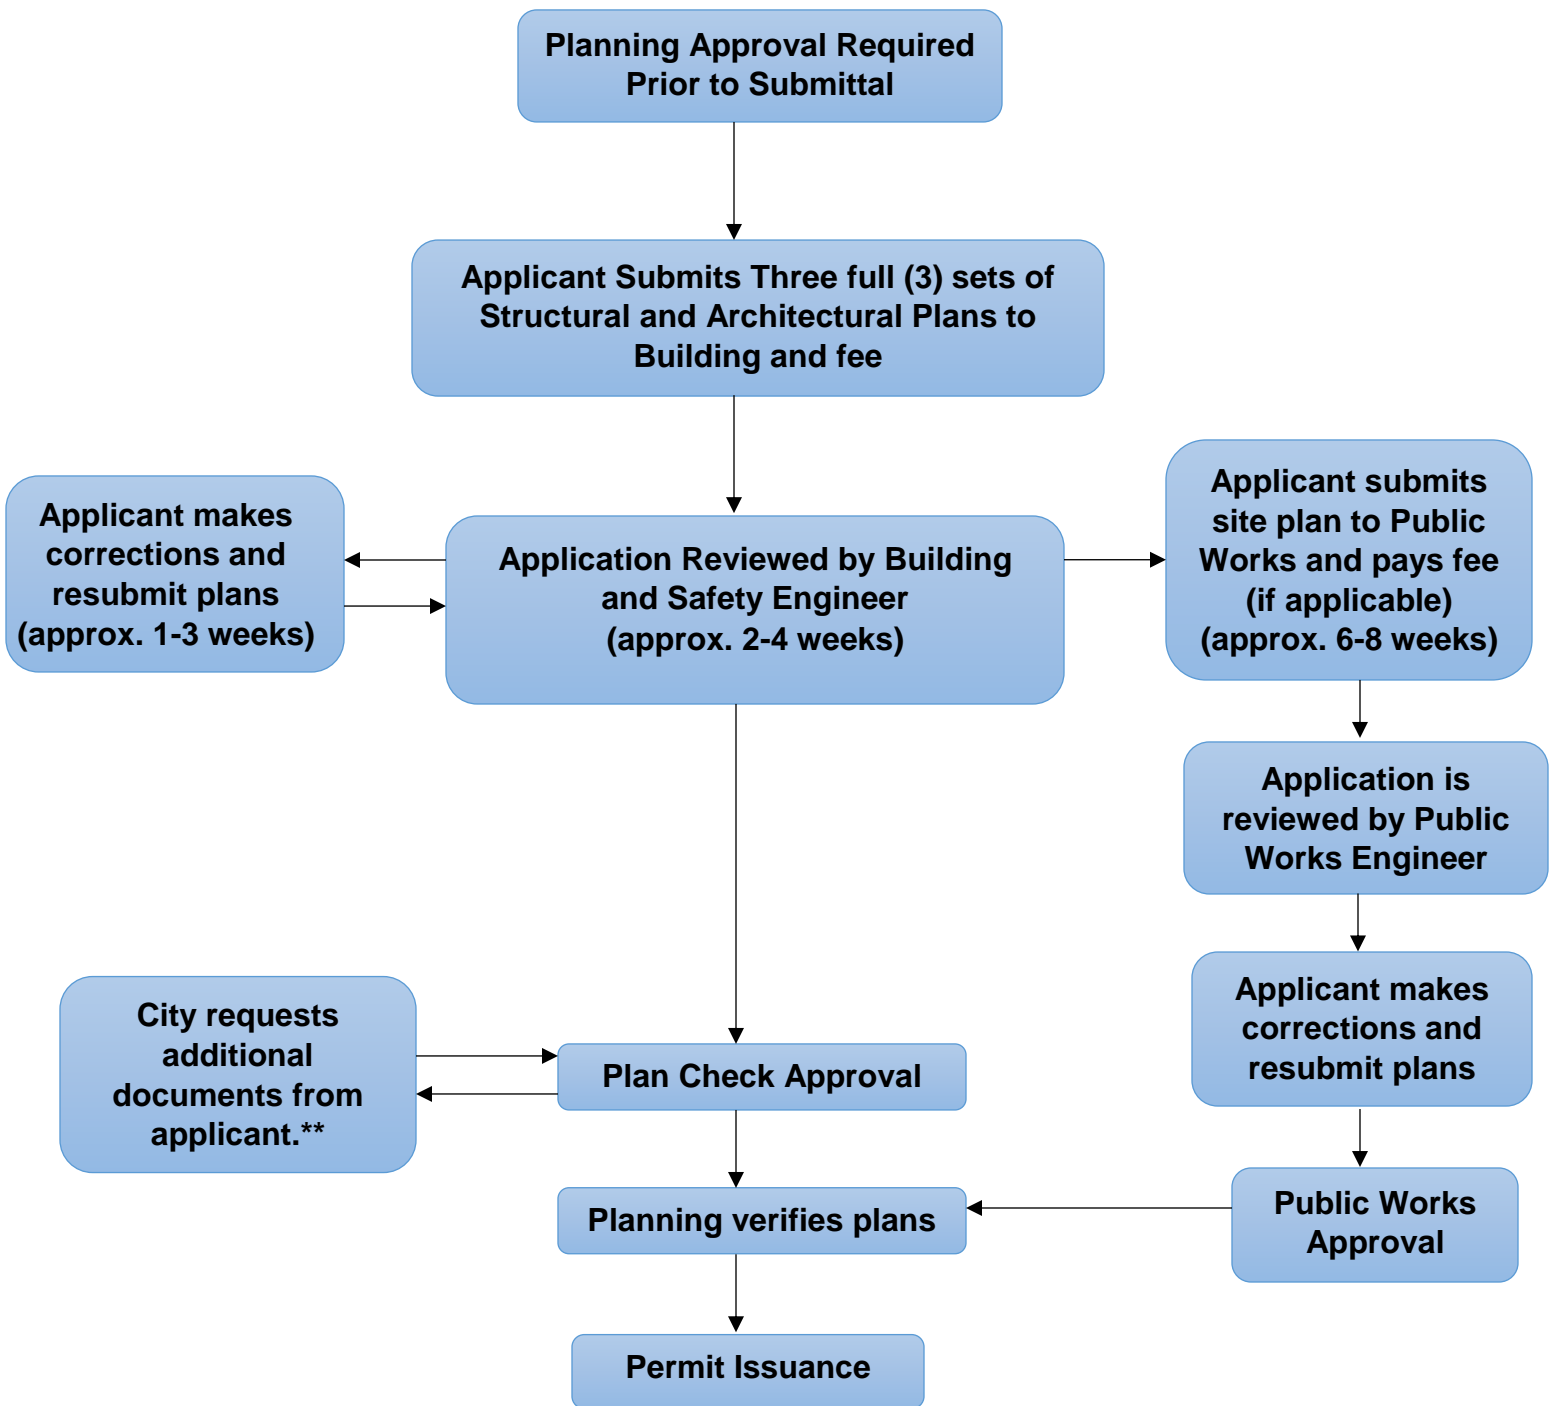 Planning Approval Required
Prior to Submittal
Applicant Submits Three full (3) sets of
Structural and Architectural Plans to
Building and fee
Applicant makes
corrections and
resubmit plans
(approx. 1-3 weeks)
Application Reviewed by Building
and Safety Engineer
(approx. 2-4 weeks)
Applicant submits
site plan to Public
Works and pays fee
(if applicable)
(approx. 6-8 weeks)
Application is
reviewed by Public
Works Engineer
Applicant makes
corrections and
resubmit plans
City requests
additional
documents from
applicant.**
Plan Check Approval
Planning verifies plans
Public Works
Approval
Permit Issuance